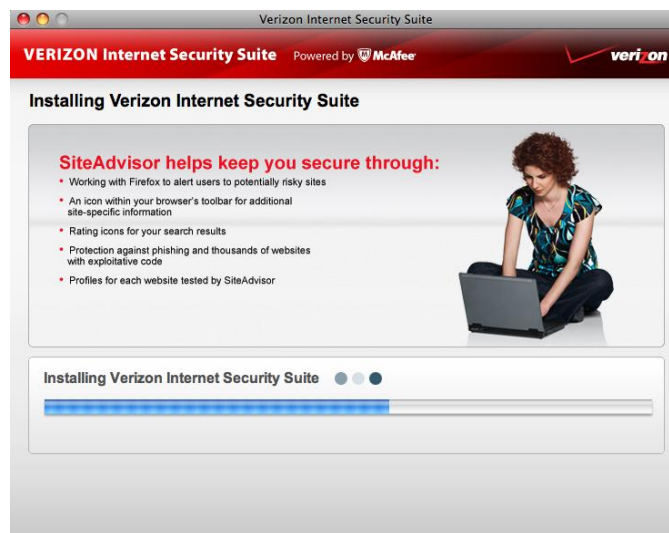 Verizon Internet Security Suite
VERIZON Internet Security Suite Powered by McAfee
verizon
Installing Verizon Internet Security Suite
SiteAdvisor helps keep you secure through:
• Working with Firefox to alert users to potentially risky sites
• An icon within your browser's toolbar for additional
site-specific information
• Rating icons for your search results
• Protection against phishing and thousands of websites
with exploitative code
• Profiles for each website tested by SiteAdvisor
Installing Verizon Internet Security Suite